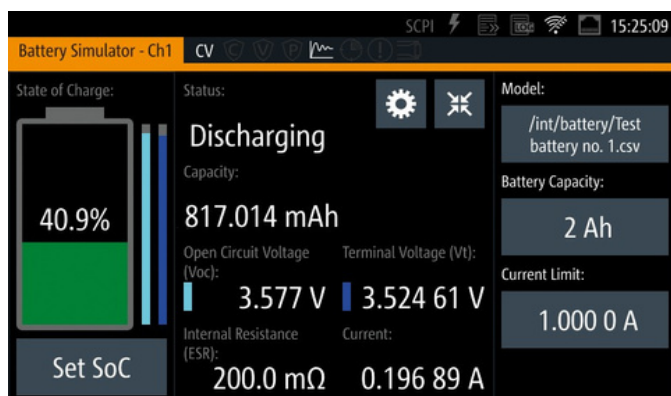 SCPI LOG 15:25:09
Battery Simulator - Ch1 CV C V P
State of Charge:
40.9%
Set SoC
Status:
Discharging
Capacity:
817.014 mAh
Open Circuit Voltage
(Voc):
3.577 V
Terminal Voltage (Vt):
3.524 61 V
Internal Resistance
(ESR):
200.0 mΩ
Current:
0.196 89 A
Model:
/int/battery/Test
battery no. 1.csv
Battery Capacity:
2 Ah
Current Limit:
1.000 0 A